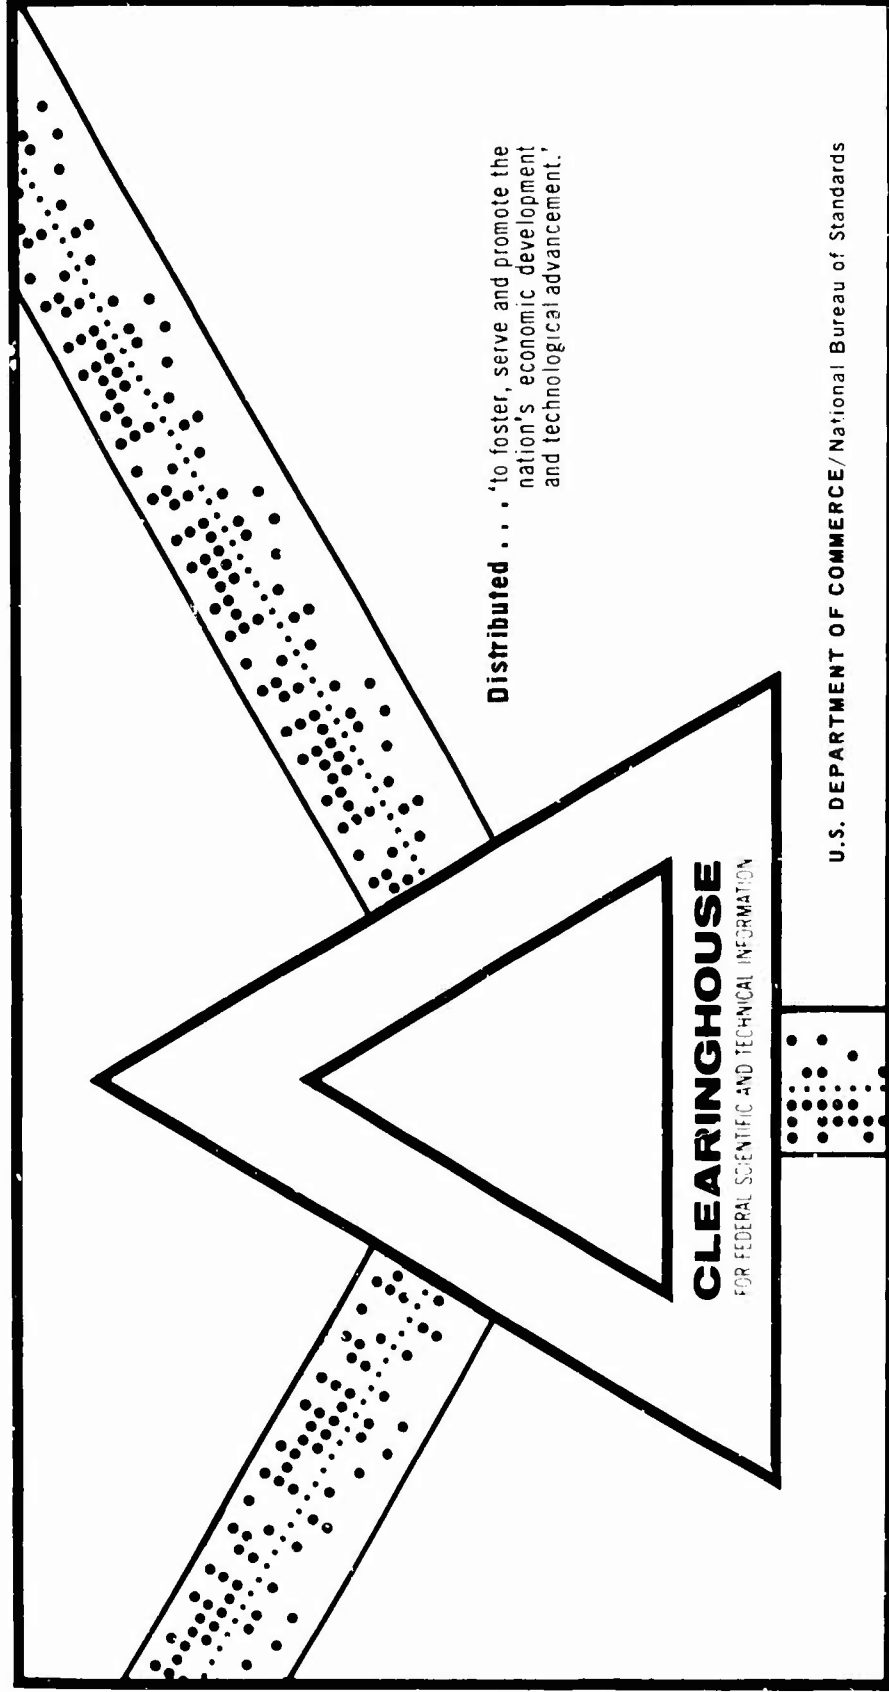 Distributed . . . . 'to foster, serve and promote the
nation's economic development
and technological advancement.'
CLEARINGHOUSE
FOR FEDERAL SCIENTIFIC AND TECHNICAL INFORMATION
U.S. DEPARTMENT OF COMMERCE/National Bureau of Standards